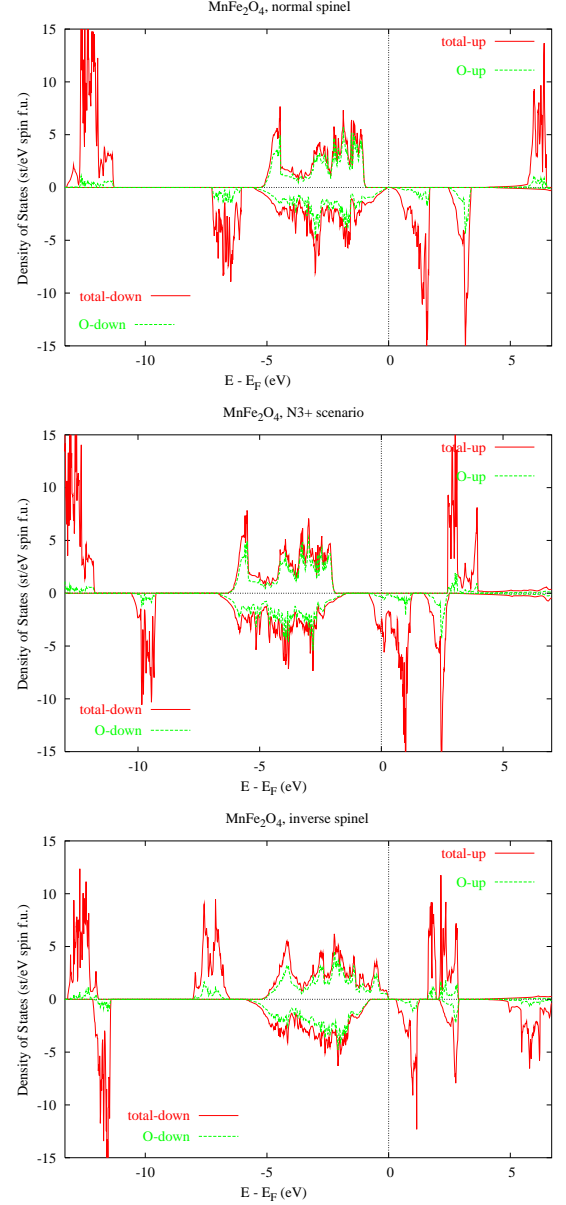 MnFe2O4, normal spinel
15
10
5
0
-5
-10
-15
-10
-5
0
5
Density of States (st/eV spin f.u.)
E - EF (eV)
total-up
O-up
total-down
O-down
MnFe2O4, N3+ scenario
15
10
5
0
-5
-10
-15
-10
-5
0
5
Density of States (st/eV spin f.u.)
E - EF (eV)
total-up
O-up
total-down
O-down
MnFe2O4, inverse spinel
15
10
5
0
-5
-10
-15
-10
-5
0
5
Density of States (st/eV spin f.u.)
E - EF (eV)
total-up
O-up
total-down
O-down